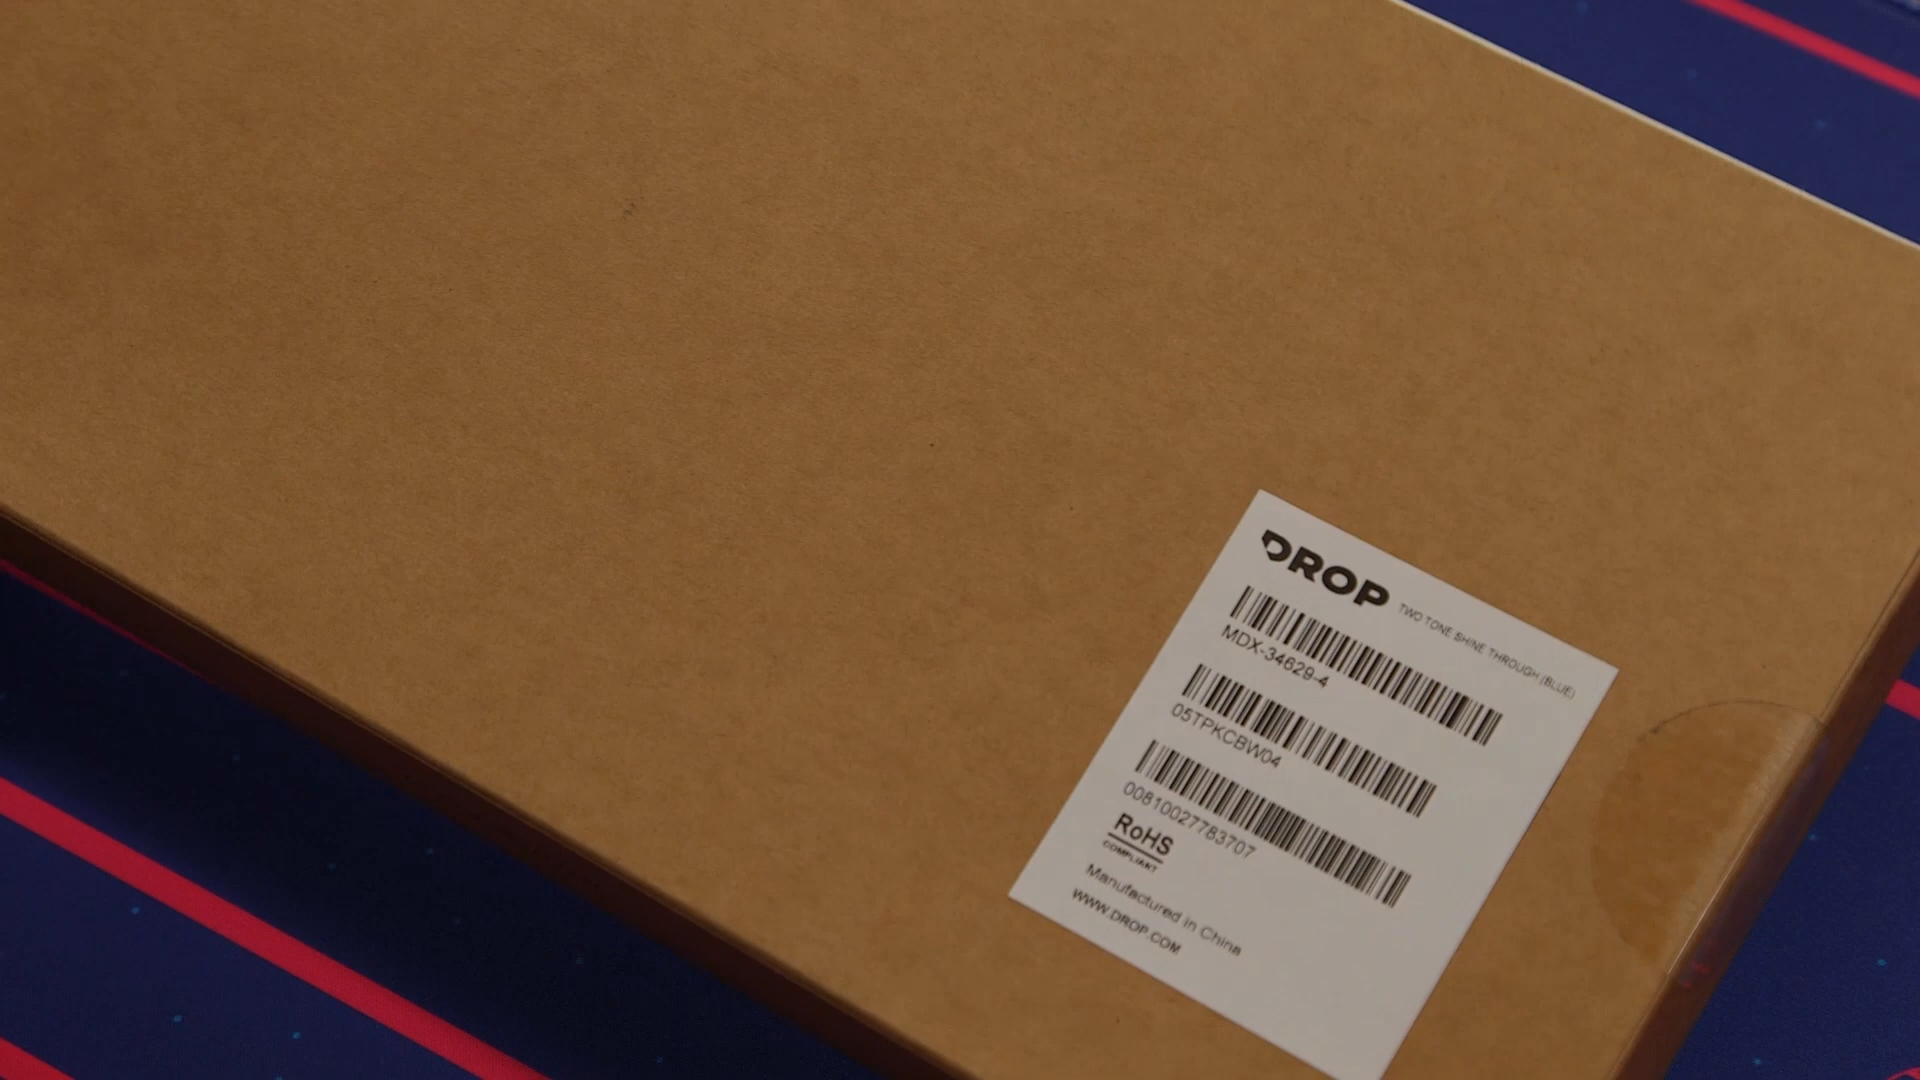 DROP TWO TONE SHINE THROUGH (BLUE)
MDX-34629-4
05TPKCBW04
00810027783707
RoHS
COMPLIANT
Manufactured in China
WWW.DROP.COM